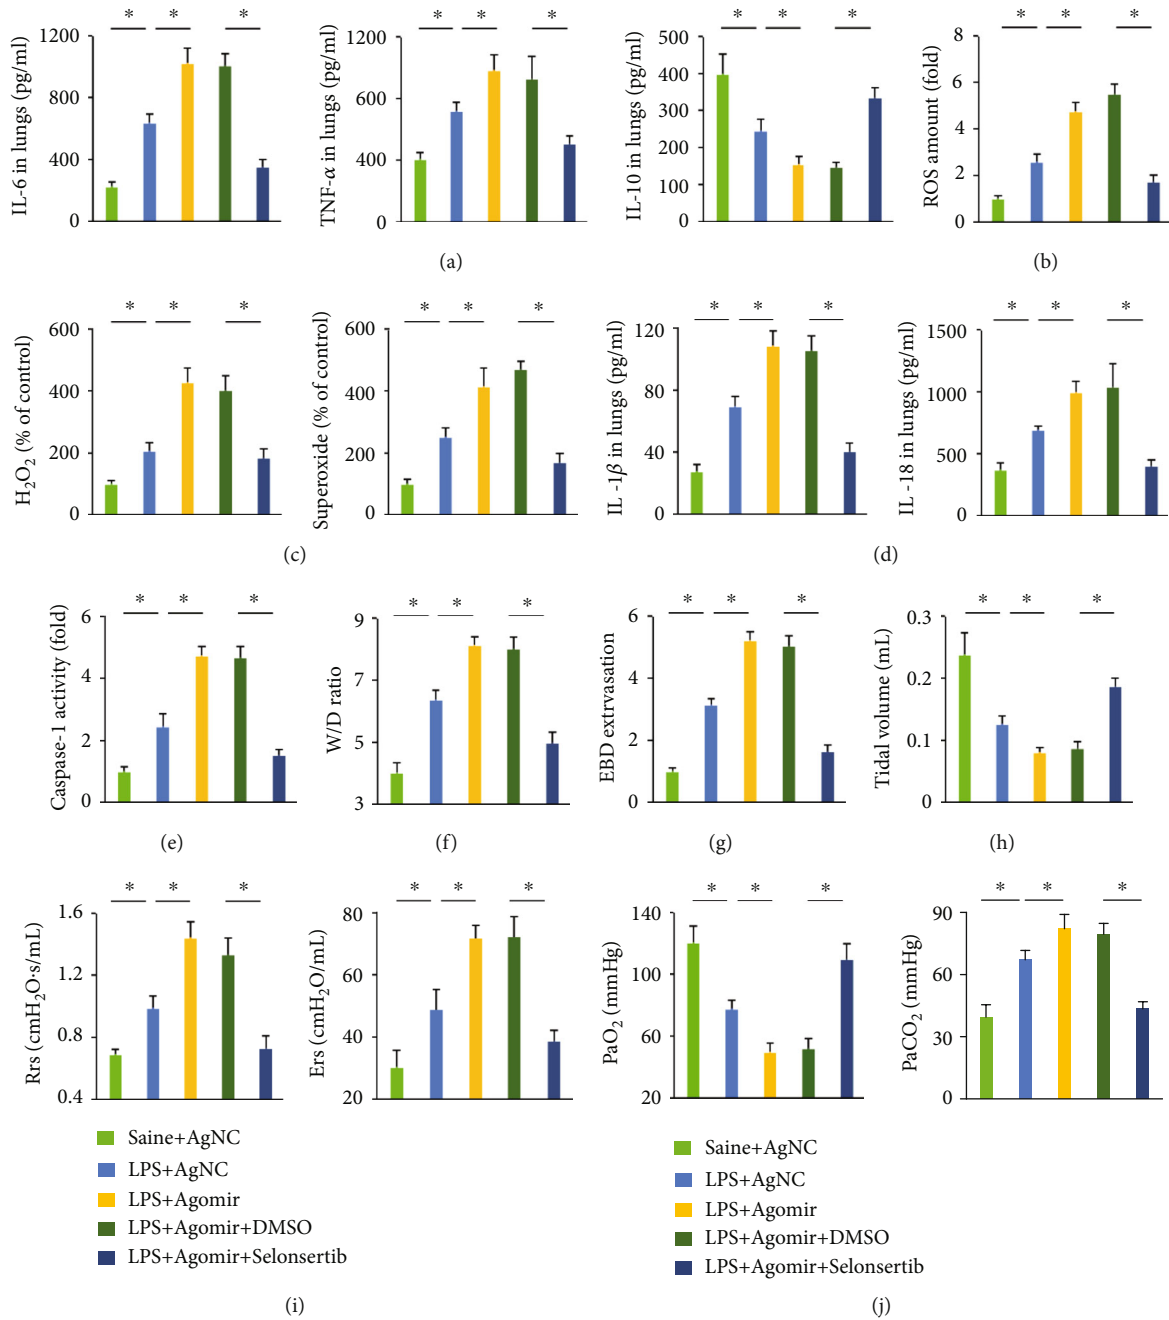 * * *
* * *
* * *
* * *
IL-6 in lungs (pg/ml)
1200
1000
800
400
0
TNF-α in lungs (pg/ml)
1200
600
400
0
IL-10 in lungs (pg/ml)
500
400
300
200
100
0
ROS amount (fold)
8
6
4
2
0
(a)
(b)
* * *
* * *
* * *
* * *
H₂O₂ (% of control)
600
400
200
0
Superoxide (% of control)
600
400
200
0
IL -1β in lungs (pg/ml)
120
80
40
0
IL -18 in lungs (pg/ml)
1500
1000
500
0
(c)
(d)
* * *
* * *
* * *
* * *
Caspase-1 activity (fold)
6
4
2
0
W/D ratio
9
7
5
3
EBD extrvasation
6
4
2
0
Tidal volume (mL)
0.3
0.2
0.1
0
(e)
(f)
(g)
(h)
* * *
* * *
* * *
* * *
Rrs (cmH₂O·s/mL)
1.6
1.2
0.8
0.4
Ers (cmH₂O/mL)
80
60
40
20
PaO₂ (mmHg)
140
100
60
20
PaCO₂ (mmHg)
90
60
30
0
Saine+AgNC
LPS+AgNC
LPS+Agomir
LPS+Agomir+DMSO
LPS+Agomir+Selonsertib
(i)
Saine+AgNC
LPS+AgNC
LPS+Agomir
LPS+Agomir+DMSO
LPS+Agomir+Selonsertib
(j)